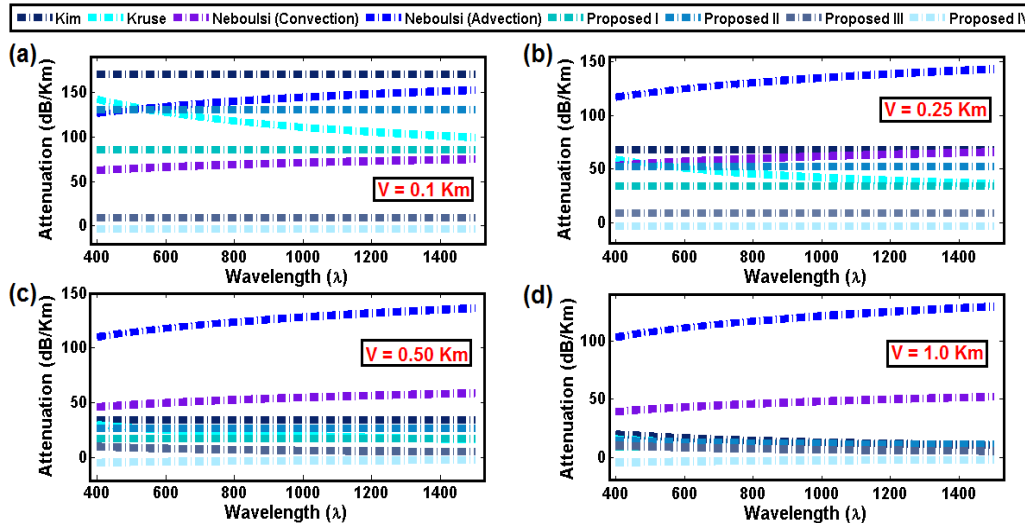 Kim Kruse Neboulsi (Convection) Neboulsi (Advection) Proposed I Proposed II Proposed III Proposed IV
(a)
Attenuation (dB/Km)
150
100
50
0
V = 0.1 Km
400 600 800 1000 1200 1400
Wavelength (λ)
(b)
Attenuation (dB/Km)
150
100
50
0
V = 0.25 Km
400 600 800 1000 1200 1400
Wavelength (λ)
(c)
Attenuation (dB/Km)
150
100
50
0
V = 0.50 Km
400 600 800 1000 1200 1400
Wavelength (λ)
(d)
Attenuation (dB/Km)
150
100
50
0
V = 1.0 Km
400 600 800 1000 1200 1400
Wavelength (λ)